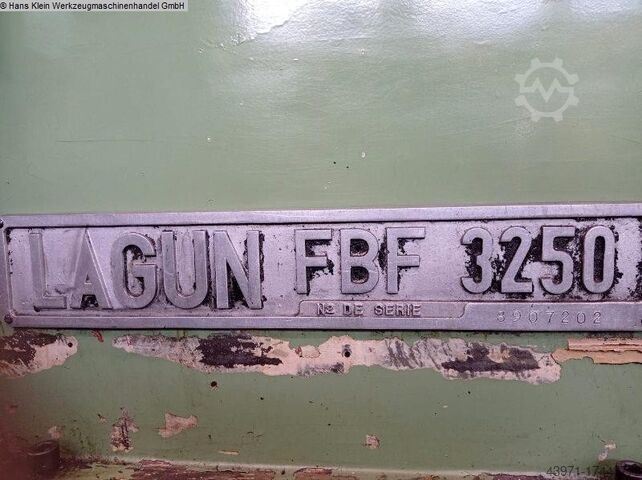 © Hans Klein Werkzeugmaschinenhandel GmbH
LAGUN FBF 3250
Nº DE SERIE 8907202